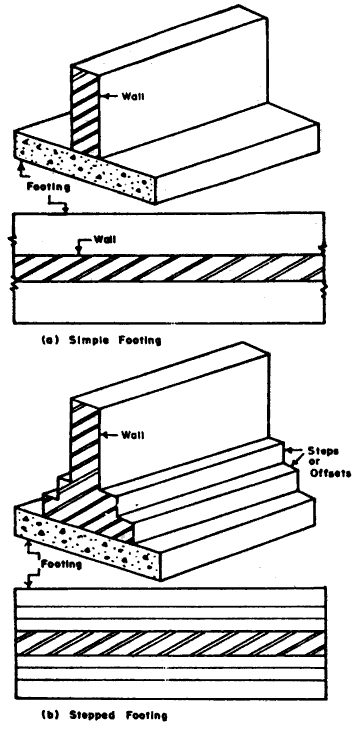 Wall
Footing
Wall
(a) Simple Footing
Wall
Steps
or
Offsets
Footing
(b) Stepped Footing